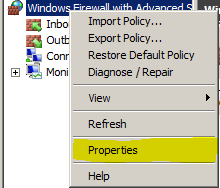 Windows Firewall with Advanced S
Inbo
Import Policy...
Outb
Export Policy...
Conn
Restore Default Policy
Moni
Diagnose / Repair
View
Refresh
Properties
Help